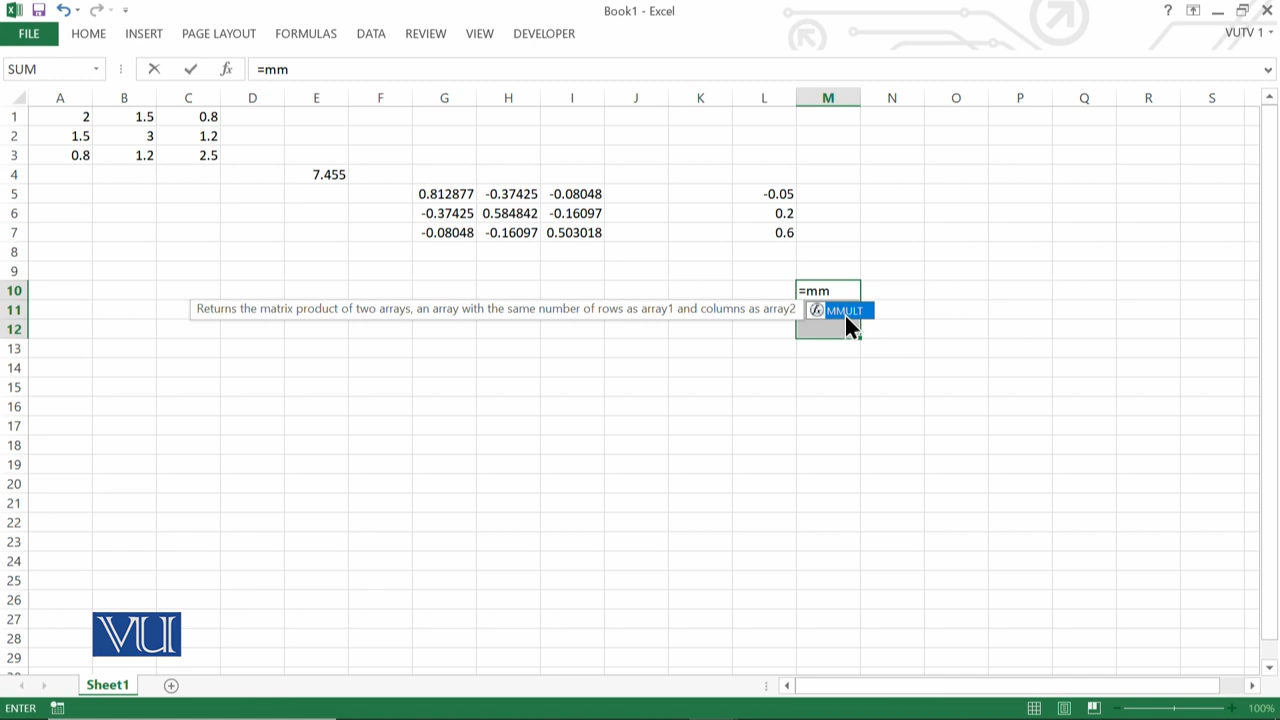 Book1 - Excel
FILE HOME INSERT PAGE LAYOUT FORMULAS DATA REVIEW VIEW DEVELOPER VUTV 1
SUM fx =mm
A B C D E F G H I J K L M N O P Q R S
1 2 1.5 0.8
2 1.5 3 1.2
3 0.8 1.2 2.5
4 7.455
5 0.812877 -0.37425 -0.08048 -0.05
6 -0.37425 0.584842 -0.16097 0.2
7 -0.08048 -0.16097 0.503018 0.6
8
9
10 =mm
11 Returns the matrix product of two arrays, an array with the same number of rows as array1 and columns as array2 fx MMULT
12
13
14
15
16
17
18
19
20
21
22
23
24
25
26
27
28
29
VU
Sheet1
ENTER 100%